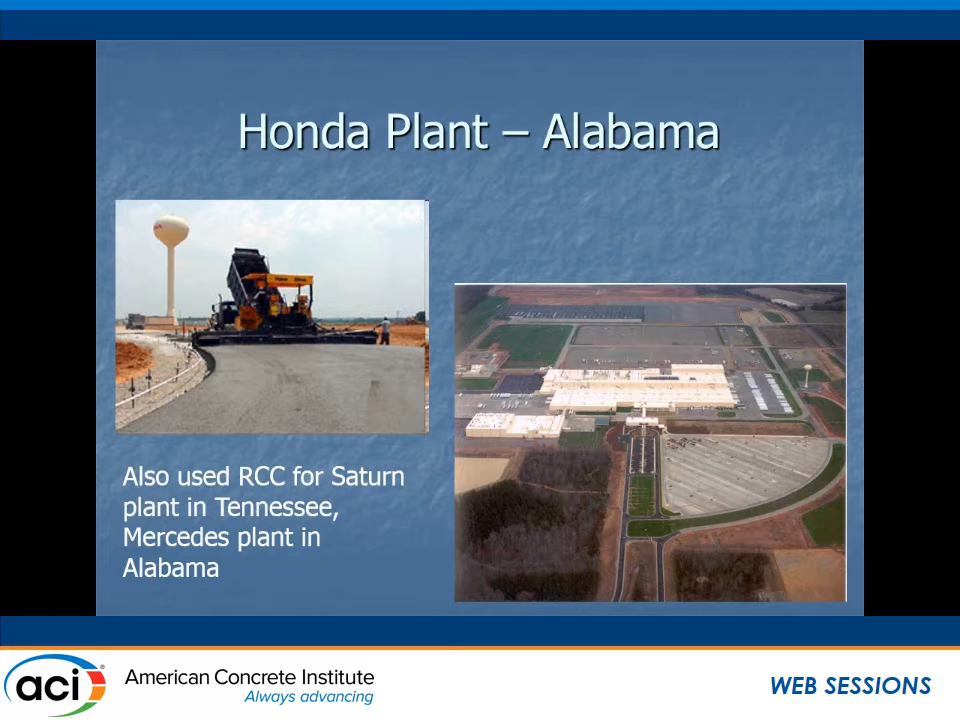 Honda Plant – Alabama
Also used RCC for Saturn
plant in Tennessee,
Mercedes plant in
Alabama
aci®
American Concrete Institute
Always advancing
WEB SESSIONS